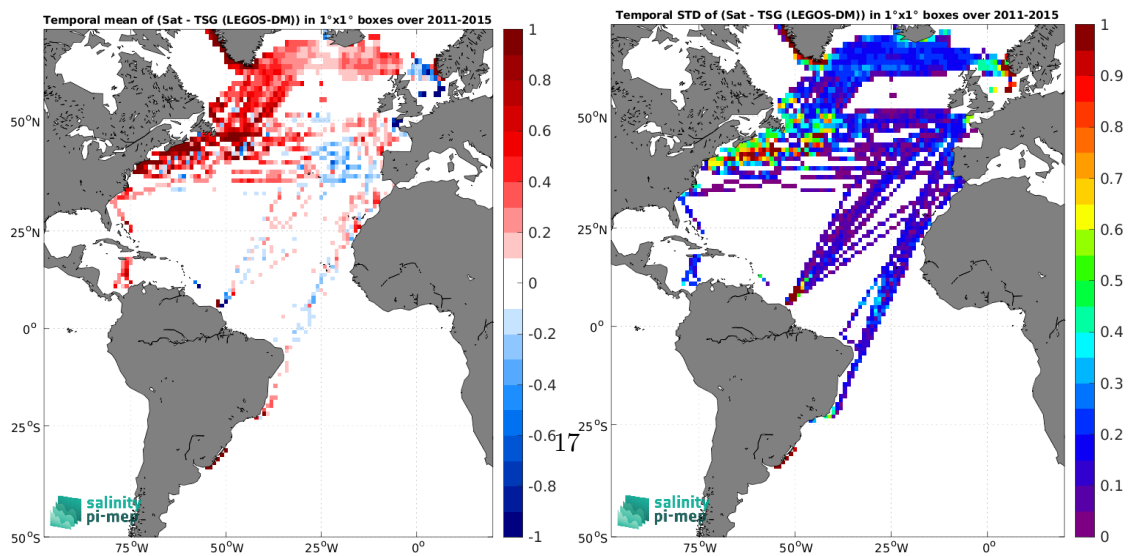 Temporal mean of (Sat - TSG (LEGOS-DM)) in 1°x1° boxes over 2011-2015
50°N
25°N
0°
25°S
50°S
75°W
50°W
25°W
0°
1
0.8
0.6
0.4
0.2
0
-0.2
-0.4
-0.6
-0.8
-1
salinity
pi-mep
17
Temporal STD of (Sat - TSG (LEGOS-DM)) in 1°x1° boxes over 2011-2015
50°N
25°N
0°
25°S
50°S
75°W
50°W
25°W
0°
1
0.9
0.8
0.7
0.6
0.5
0.4
0.3
0.2
0.1
0
salinity
pi-mep